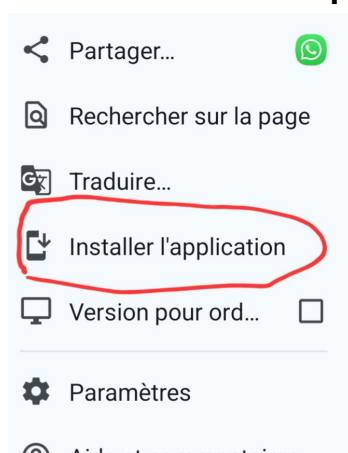 Partager...
Rechercher sur la page
Traduire...
Installer l'application
Version pour ord...
Paramètres